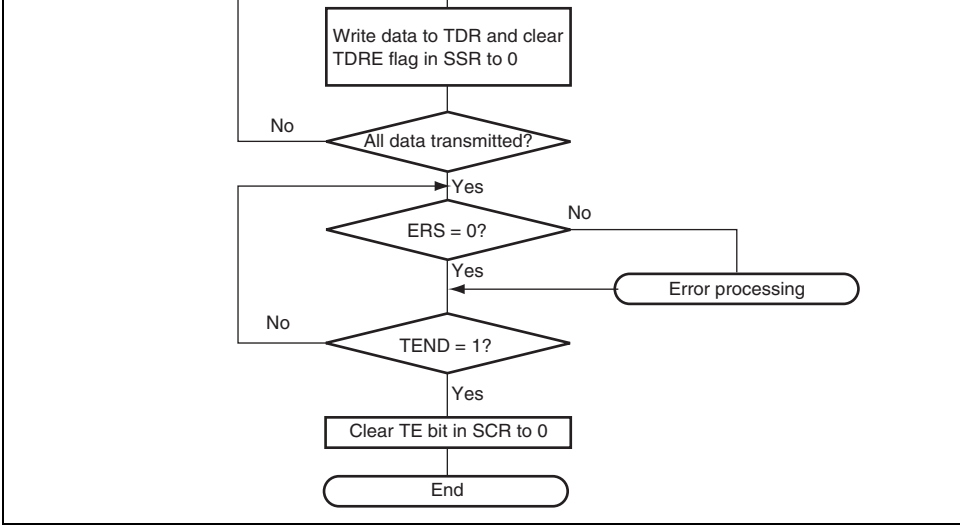 Write data to TDR and clear
TDRE flag in SSR to 0
No
All data transmitted?
Yes
No
ERS = 0?
Yes
Error processing
No
TEND = 1?
Yes
Clear TE bit in SCR to 0
End